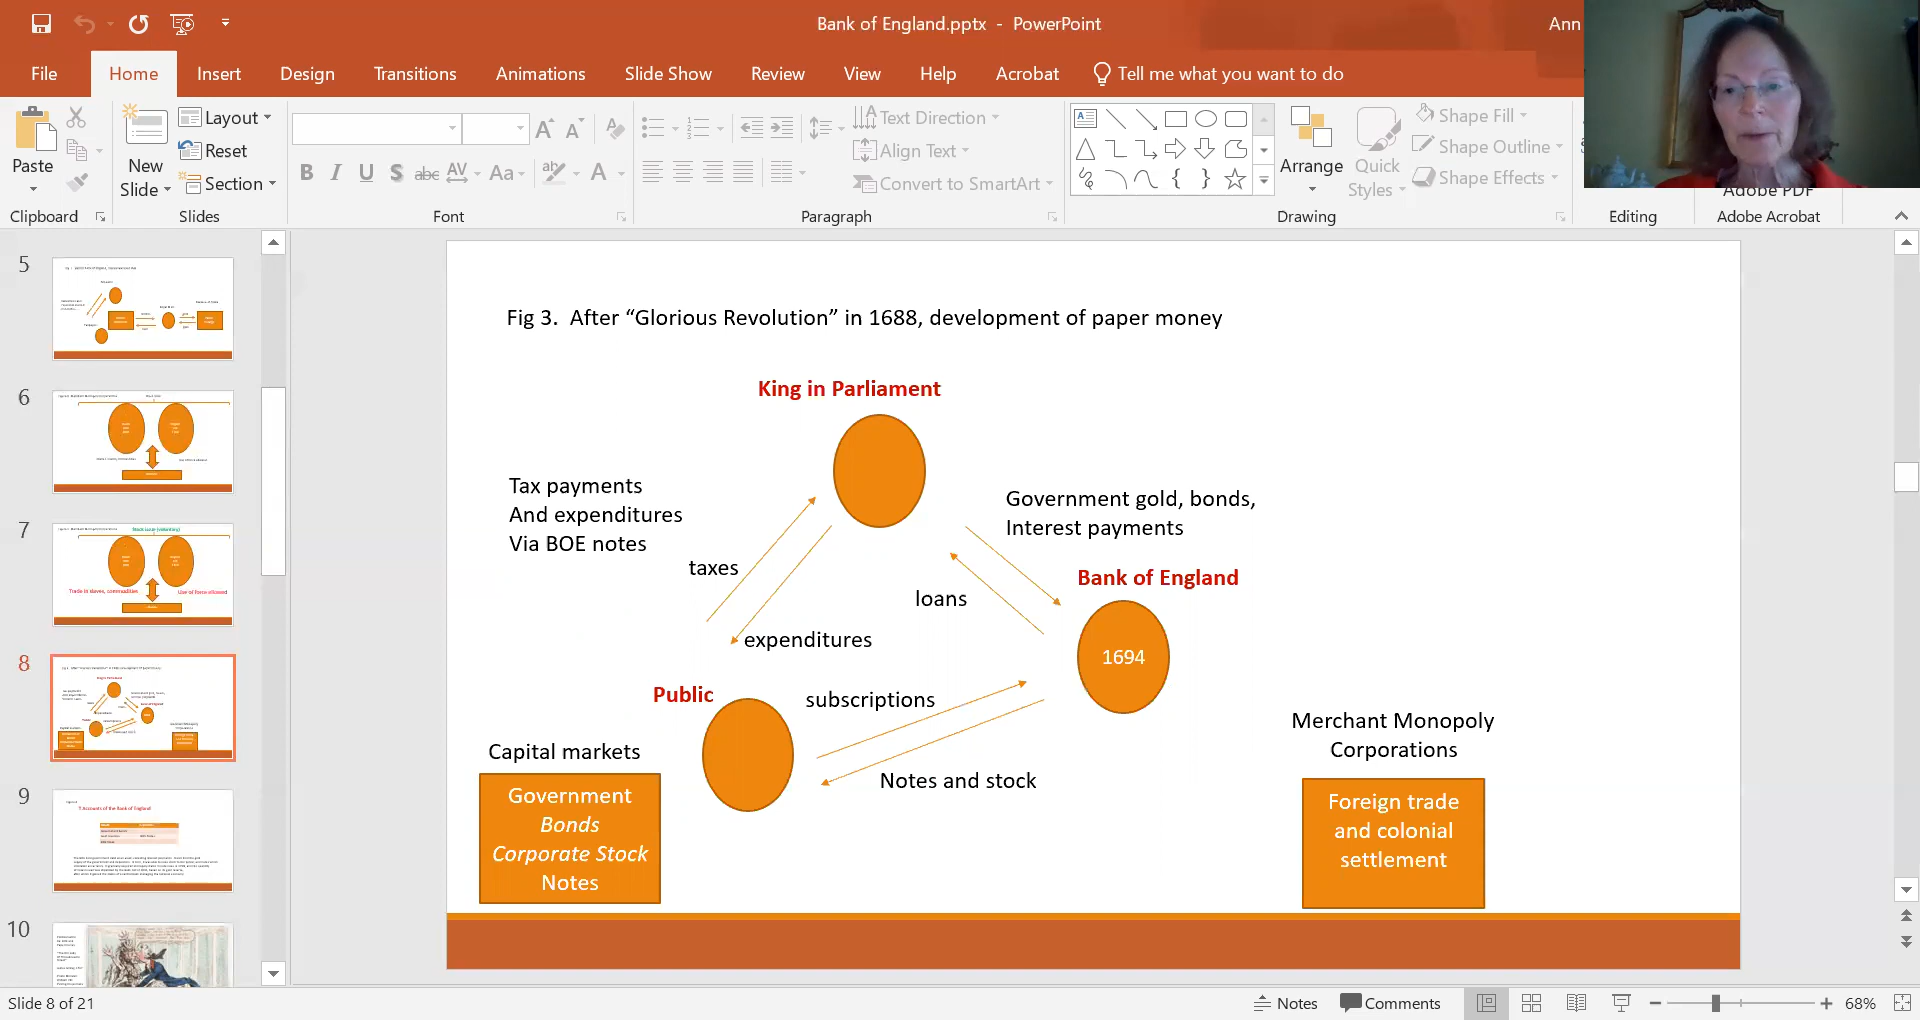 Bank of England.pptx - PowerPoint
Ann
File Home Insert Design Transitions Animations Slide Show Review View Help Acrobat Tell me what you want to do
Paste
New
Slide
Layout
Reset
Section
B I U S abc AV Aa A
Text Direction
Align Text
Convert to SmartArt
Arrange
Quick
Styles
Shape Fill
Shape Outline
Shape Effects
Adobe PDF
Clipboard Slides Font Paragraph Drawing Editing Adobe Acrobat
5
6
7
8
9
10
Fig 3. After “Glorious Revolution” in 1688, development of paper money
King in Parliament
Tax payments
And expenditures
Via BOE notes
Government gold, bonds,
Interest payments
taxes
loans
Bank of England
expenditures
1694
Public
subscriptions
Notes and stock
Capital markets
Government
Bonds
Corporate Stock
Notes
Merchant Monopoly
Corporations
Foreign trade
and colonial
settlement
Slide 8 of 21
Notes
Comments
68%